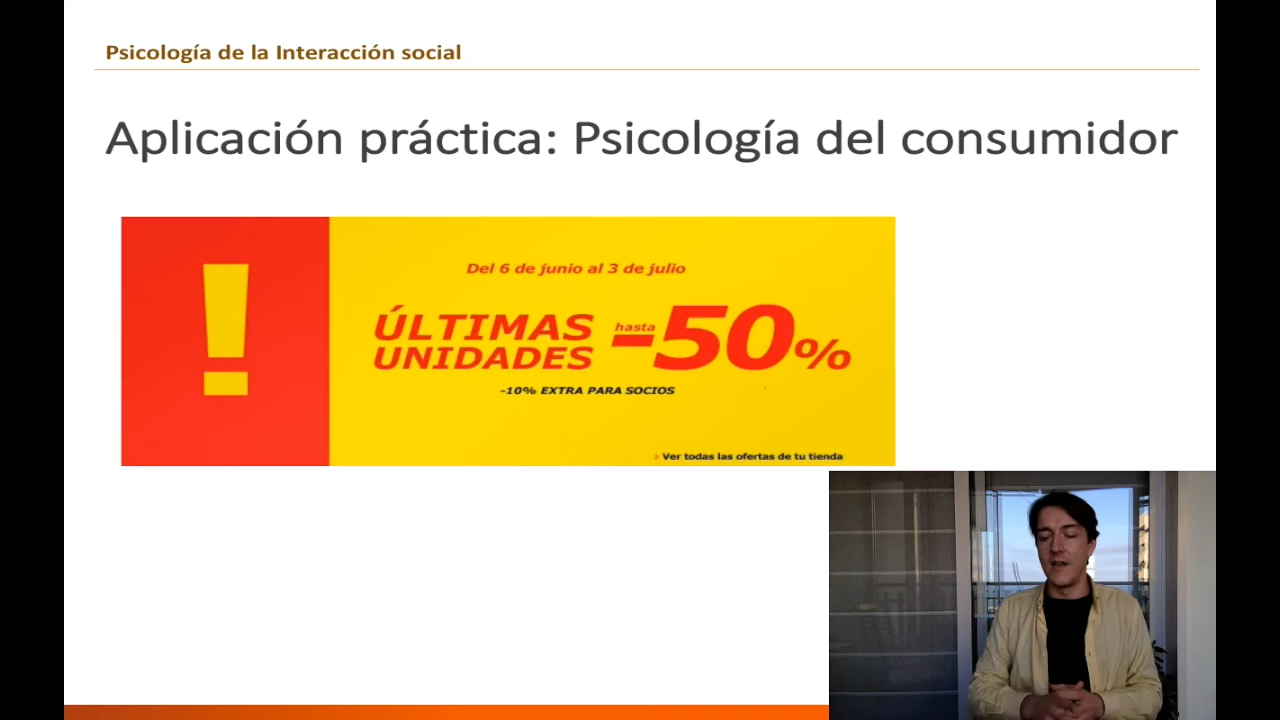 Psicología de la Interacción social
Aplicación práctica: Psicología del consumidor
!
Del 6 de junio al 3 de julio
ÚLTIMAS
UNIDADES
hasta
-50%
-10% EXTRA PARA SOCIOS
› Ver todas las ofertas de tu tienda